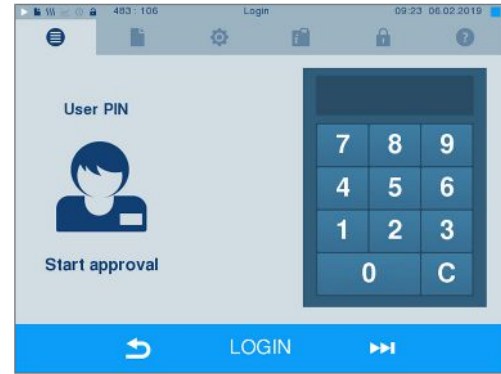 483 : 106 Login 09:23 06.02.2019
User PIN
7 8 9
4 5 6
1 2 3
0 C
Start approval
LOGIN